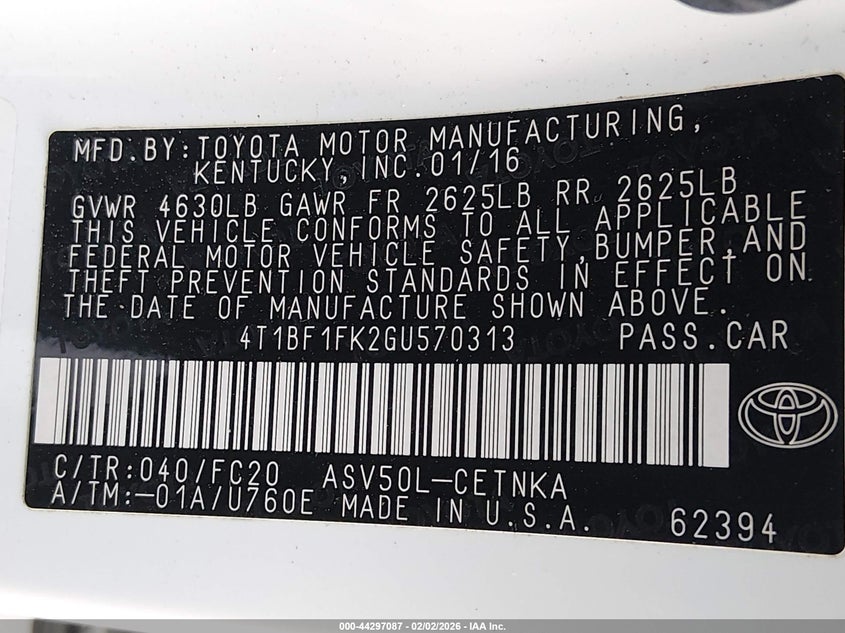 MFD.BY:TOYOTA MOTOR MANUFACTURING,
KENTUCKY,INC.01/16
GVWR 4630LB GAWR FR 2625LB RR 2625LB
THIS VEHICLE CONFORMS TO ALL APPLICABLE
FEDERAL MOTOR VEHICLE SAFETY,BUMPER,AND
THEFT PREVENTION STANDARDS IN EFFECT ON
THE DATE OF MANUFACTURE SHOWN ABOVE.
4T1BF1FK2GU570313 PASS.CAR
C/TR:040/FC20 ASV50L-CETNKA
A/TM:-01A/U760E MADE IN U.S.A. 62394
000-44297087 - 02/02/2026 - IAA Inc.